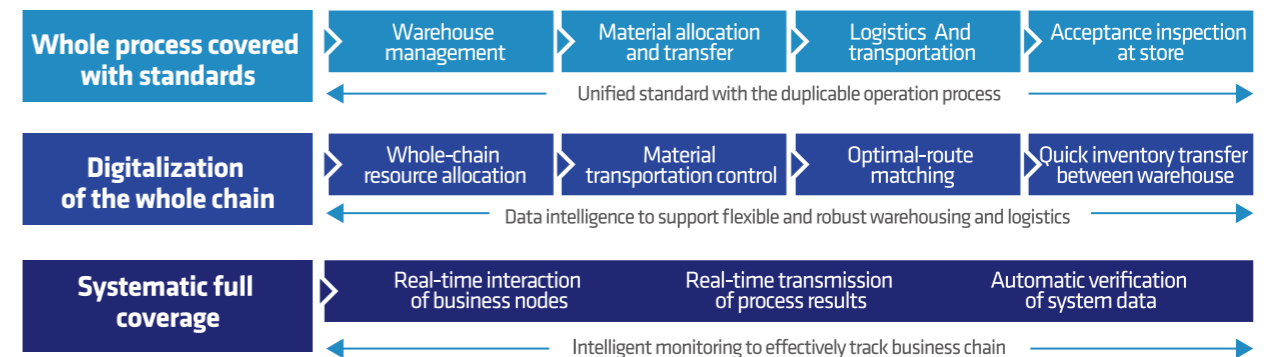 Whole process covered
with standards
Warehouse
management
Material allocation
and transfer
Logistics And
transportation
Acceptance inspection
at store
Unified standard with the duplicable operation process
Digitalization
of the whole chain
Whole-chain
resource allocation
Material
transportation control
Optimal-route
matching
Quick inventory transfer
between warehouse
Data intelligence to support flexible and robust warehousing and logistics
Systematic full
coverage
Real-time interaction
of business nodes
Real-time transmission
of process results
Automatic verification
of system data
Intelligent monitoring to effectively track business chain